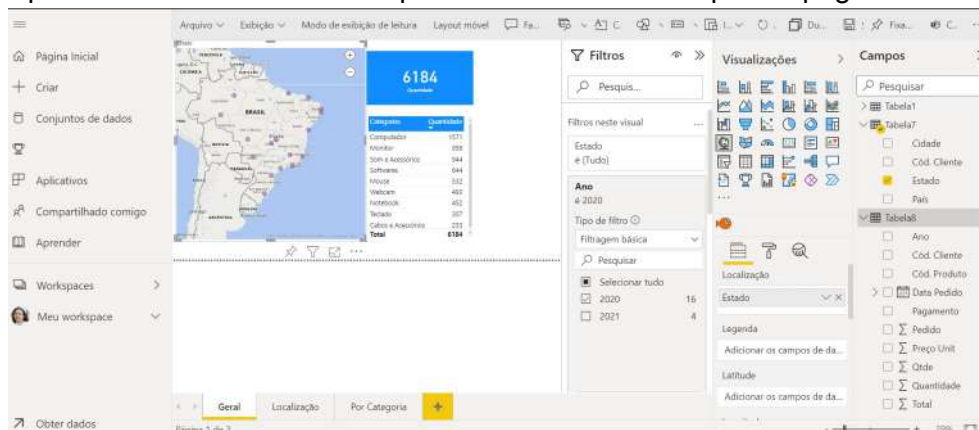 Arquivo Exibição Modo de exibição de leitura Layout móvel Fa... C Du... Fixa... C...
Página Inicial
Criar
Conjuntos de dados
Aplicativos
Compartilhado comigo
Aprender
Workspaces
Meu workspace
Obter dados
BRASIL
6184
Quantidade
Categorias Quantidade
Computador 1571
Monitor
Som e Acessórios 944
Softwares 644
Mouse 532
Webcam
Notebook 452
Teclado
Cabos e Acessórios 233
Total 6184
Geral Localização Por Categoria
Página 1 de 3
Filtros
Pesquis...
Filtros neste visual ...
Estado
é (Tudo)
Ano
é 2020
Tipo de filtro
Filtragem básica
Pesquisar
Selecionar tudo
2020 16
2021 4
Visualizações
...
Localização
Estado
Legenda
Adicionar os campos de da...
Latitude
Adicionar os campos de da...
Campos
Pesquisar
Tabela1
Tabela7
Cidade
Cód. Cliente
Estado
País
Tabela8
Ano
Cód. Cliente
Cód. Produto
Data Pedido
Pagamento
Pedido
Preço Unit
Qtde
Quantidade
Total